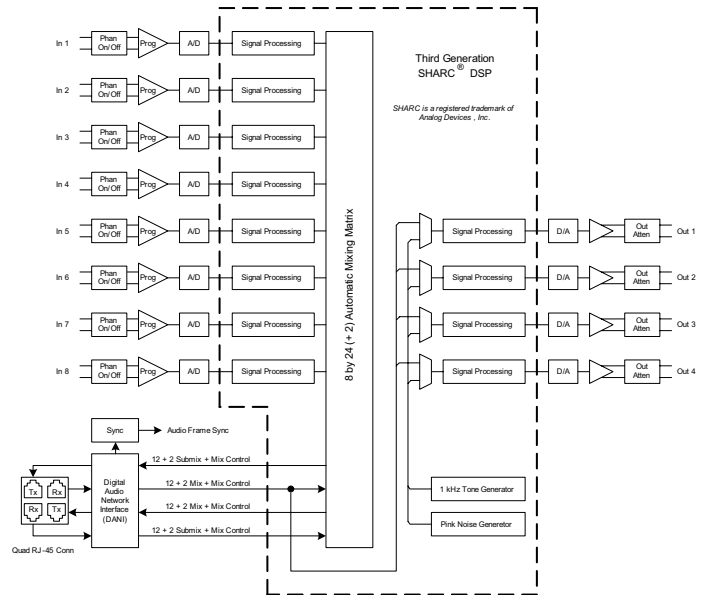 In 1
Phan
On/Off
Prog
A/D
Signal Processing
In 2
Phan
On/Off
Prog
A/D
Signal Processing
In 3
Phan
On/Off
Prog
A/D
Signal Processing
In 4
Phan
On/Off
Prog
A/D
Signal Processing
In 5
Phan
On/Off
Prog
A/D
Signal Processing
In 6
Phan
On/Off
Prog
A/D
Signal Processing
In 7
Phan
On/Off
Prog
A/D
Signal Processing
In 8
Phan
On/Off
Prog
A/D
Signal Processing
8 by 24 (+ 2) Automatic Mixing Matrix
Third Generation
SHARC® DSP
SHARC is a registered trademark of
Analog Devices , Inc.
Signal Processing
D/A
Out
Atten
Out 1
Signal Processing
D/A
Out
Atten
Out 2
Signal Processing
D/A
Out
Atten
Out 3
Signal Processing
D/A
Out
Atten
Out 4
Sync
Audio Frame Sync
Tx
Rx
Rx
Tx
Quad RJ-45 Conn
Digital
Audio
Network
Interface
(DANI)
12 + 2 Submix + Mix Control
12 + 2 Mix + Mix Control
12 + 2 Mix + Mix Control
12 + 2 Submix + Mix Control
1 kHz Tone Generator
Pink Noise Generetor